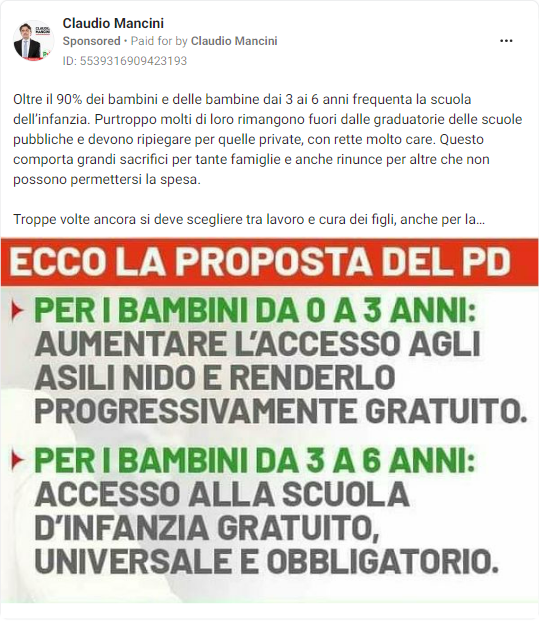 Claudio Mancini
Sponsored • Paid for by Claudio Mancini
ID: 5539316909423193
Oltre il 90% dei bambini e delle bambine dai 3 ai 6 anni frequenta la scuola
dell'infanzia. Purtroppo molti di loro rimangono fuori dalle graduatorie delle scuole
pubbliche e devono ripiegare per quelle private, con rette molto care. Questo
comporta grandi sacrifici per tante famiglie e anche rinunce per altre che non
possono permettersi la spesa.
Troppe volte ancora si deve scegliere tra lavoro e cura dei figli, anche per la…
ECCO LA PROPOSTA DEL PD
PER I BAMBINI DA 0 A 3 ANNI:
AUMENTARE L'ACCESSO AGLI
ASILI NIDO E RENDERLO
PROGRESSIVAMENTE GRATUITO.
PER I BAMBINI DA 3 A 6 ANNI:
ACCESSO ALLA SCUOLA
D'INFANZIA GRATUITO,
UNIVERSALE E OBBLIGATORIO.